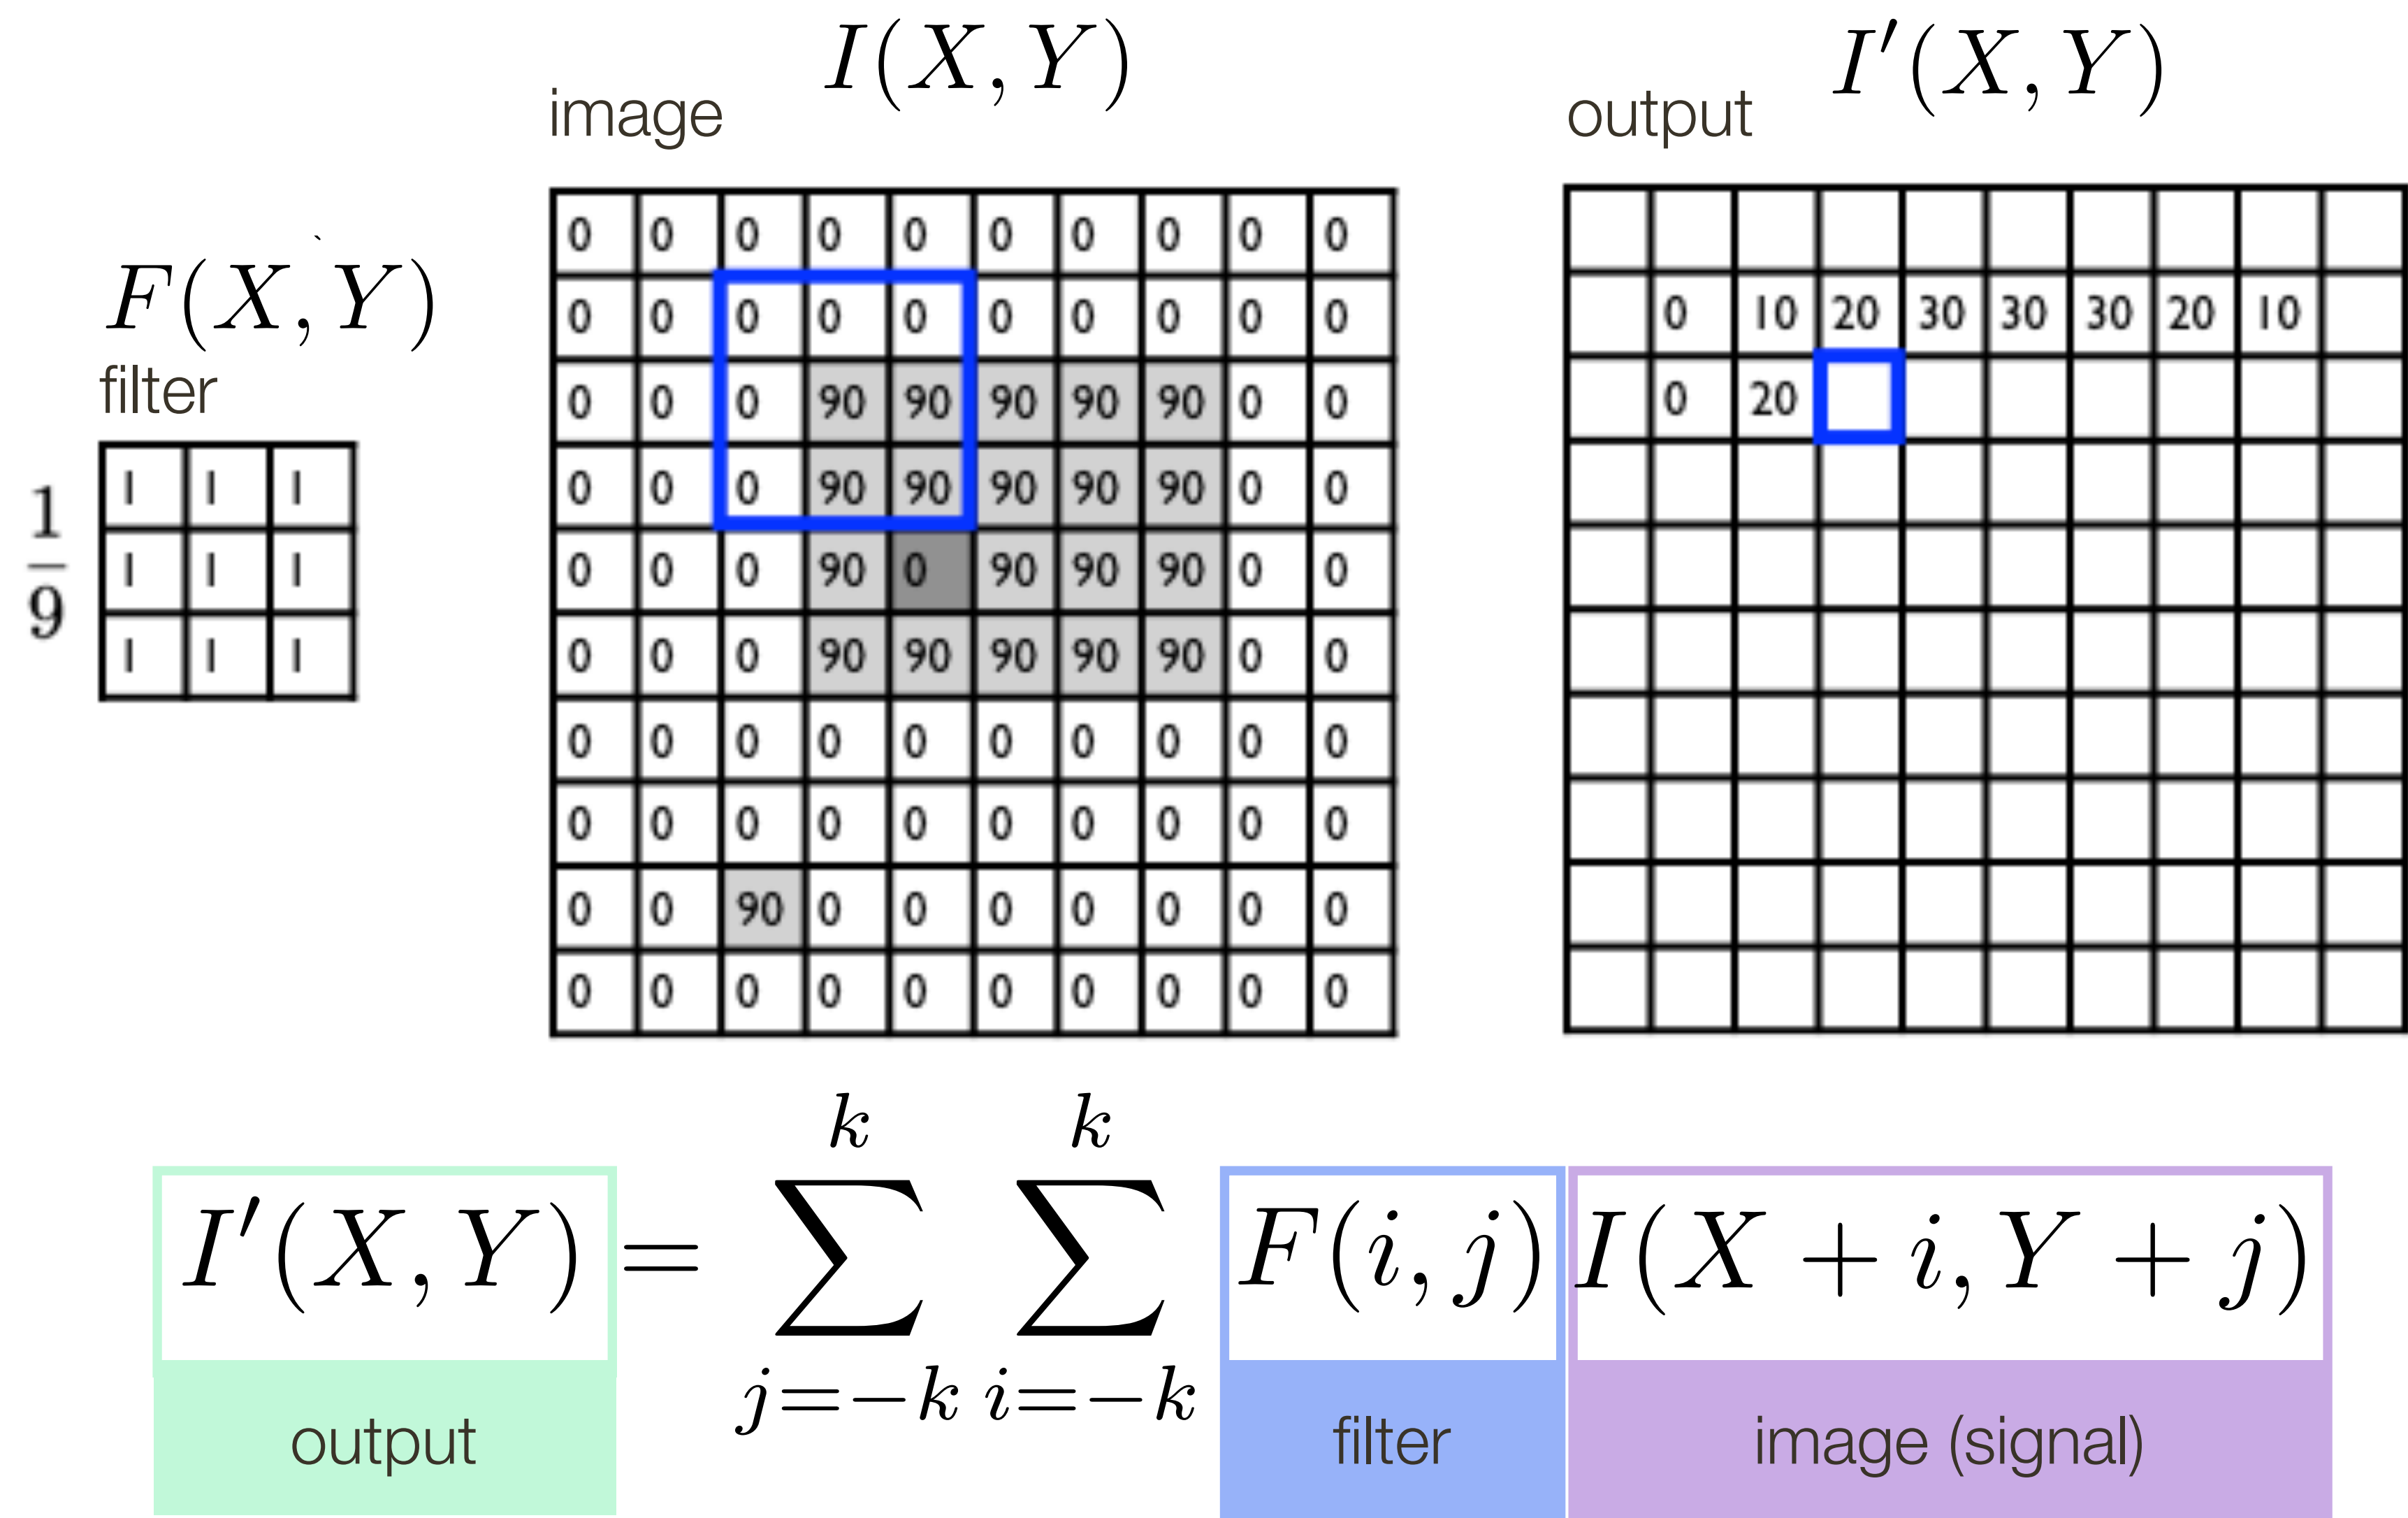 I(X, Y)
image
I′(X, Y)
output
F(X, Y)
filter
1/9
1 1 1
1 1 1
1 1 1
0 0 0 0 0 0 0 0 0 0
0 0 0 0 0 0 0 0 0 0
0 0 0 90 90 90 90 90 0 0
0 0 0 90 90 90 90 90 0 0
0 0 0 90 0 90 90 90 0 0
0 0 0 90 90 90 90 90 0 0
0 0 0 0 0 0 0 0 0 0
0 0 0 0 0 0 0 0 0 0
0 0 90 0 0 0 0 0 0 0
0 0 0 0 0 0 0 0 0 0
0 10 20 30 30 30 20 10
0 20
k k
I′(X, Y) = ∑ ∑ F(i, j) I(X + i, Y + j)
j=−k i=−k
output filter image (signal)